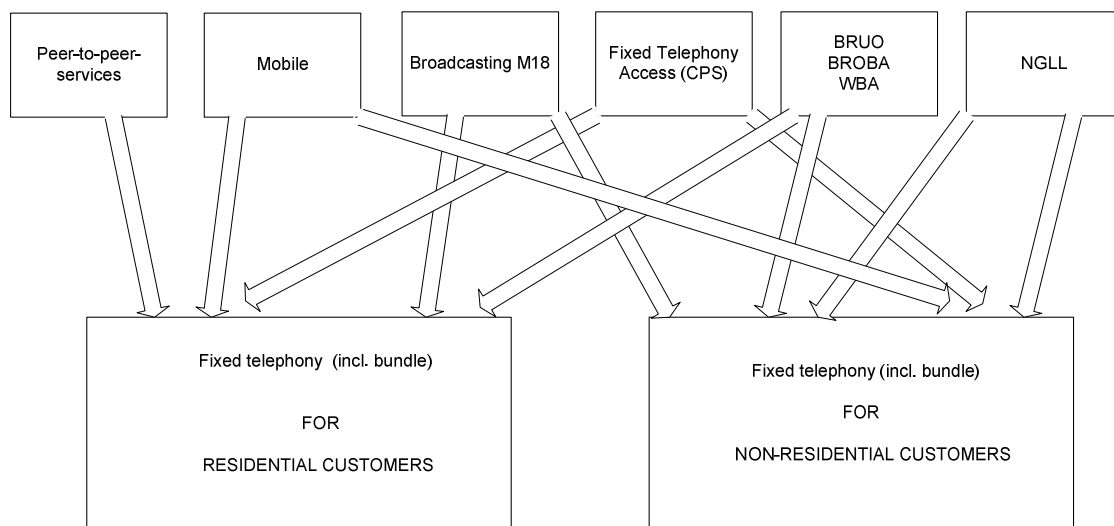 Peer-to-peer-
services
Mobile
Broadcasting M18
Fixed Telephony
Access (CPS)
BRUO
BROBA
WBA
NGLL
Fixed telephony (incl. bundle)
FOR
RESIDENTIAL CUSTOMERS
Fixed telephony (incl. bundle)
FOR
NON-RESIDENTIAL CUSTOMERS